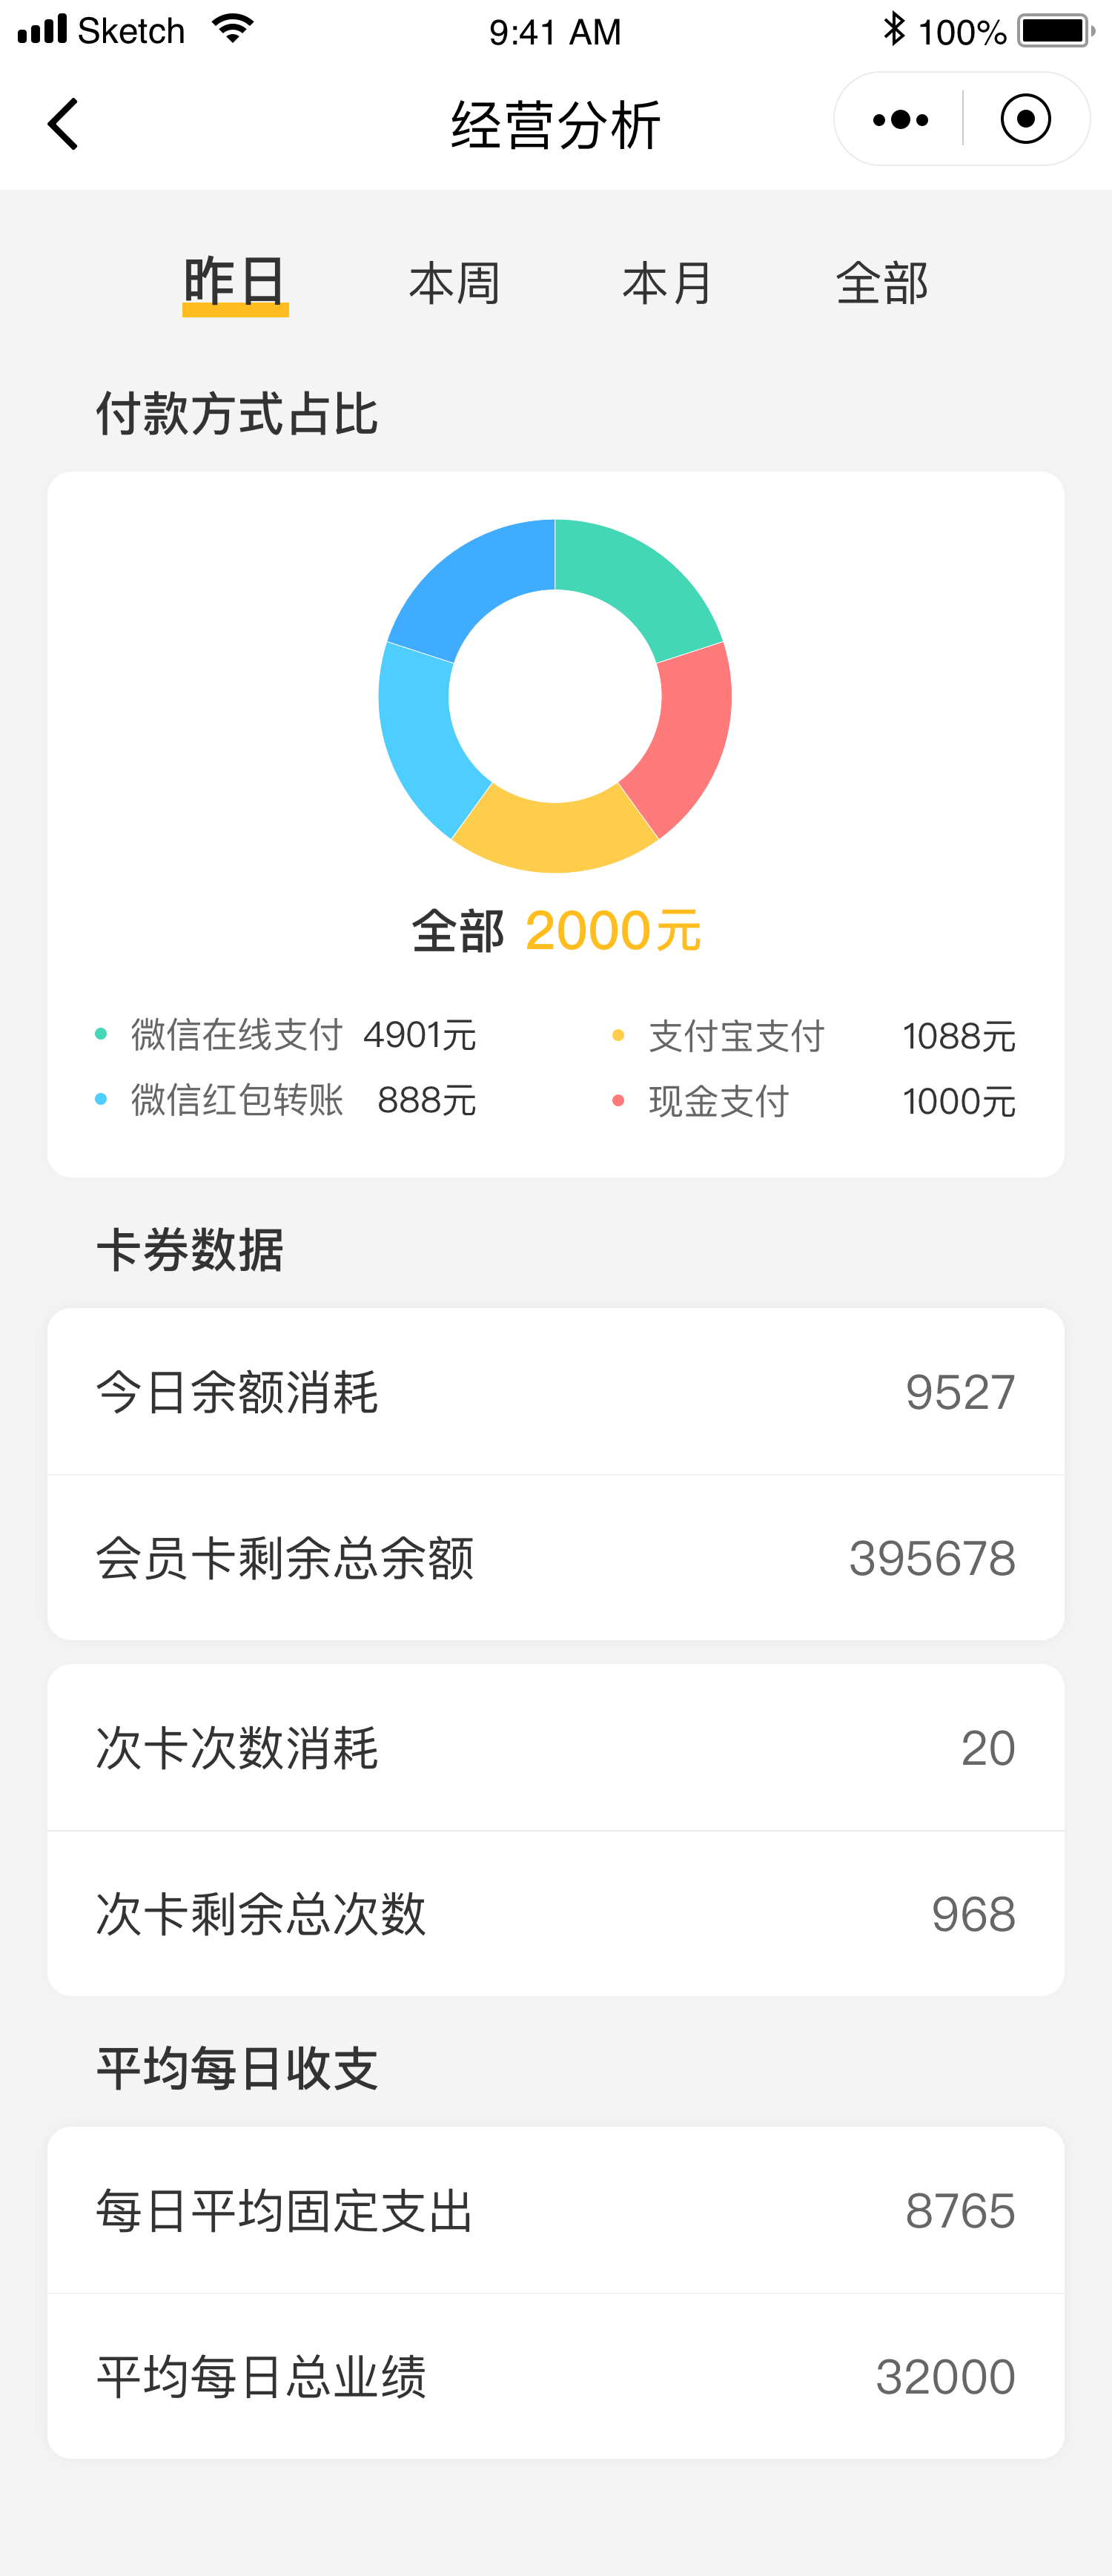 Sketch 9:41 AM 100%
经营分析
昨日 本周 本月 全部
付款方式占比
全部 2000元
微信在线支付 4901元 支付宝支付 1088元
微信红包转账 888元 现金支付 1000元
卡券数据
今日余额消耗 9527
会员卡剩余总余额 395678
次卡次数消耗 20
次卡剩余总次数 968
平均每日收支
每日平均固定支出 8765
平均每日总业绩 32000